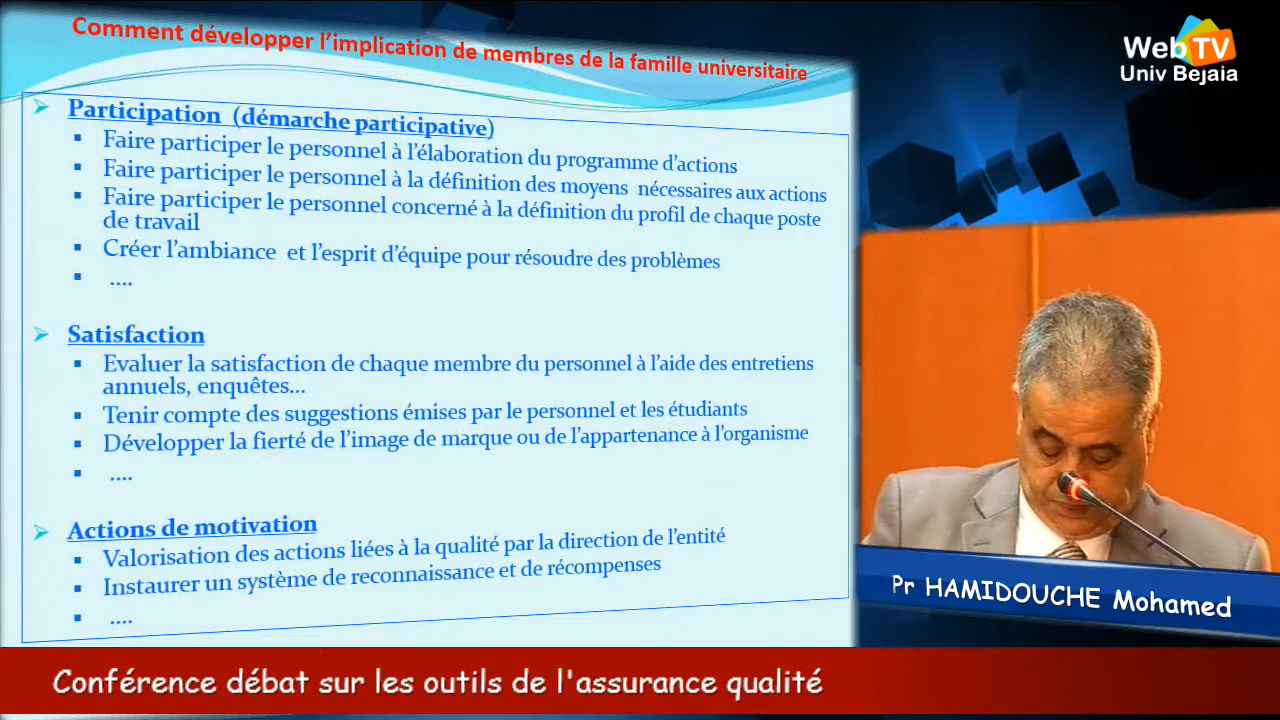 Comment développer l'implication de membres de la famille universitaire
Web TV
Univ Bejaia
Participation (démarche participative)
Faire participer le personnel à l'élaboration du programme d'actions
Faire participer le personnel à la définition des moyens nécessaires aux actions
Faire participer le personnel concerné à la définition du profil de chaque poste
de travail
Créer l'ambiance et l'esprit d'équipe pour résoudre des problèmes
....
Satisfaction
Evaluer la satisfaction de chaque membre du personnel à l'aide des entretiens
annuels, enquêtes...
Tenir compte des suggestions émises par le personnel et les étudiants
Développer la fierté de l'image de marque ou de l'appartenance à l'organisme
....
Actions de motivation
Valorisation des actions liées à la qualité par la direction de l'entité
Instaurer un système de reconnaissance et de récompenses
....
Pr HAMIDOUCHE Mohamed
Conférence débat sur les outils de l'assurance qualité